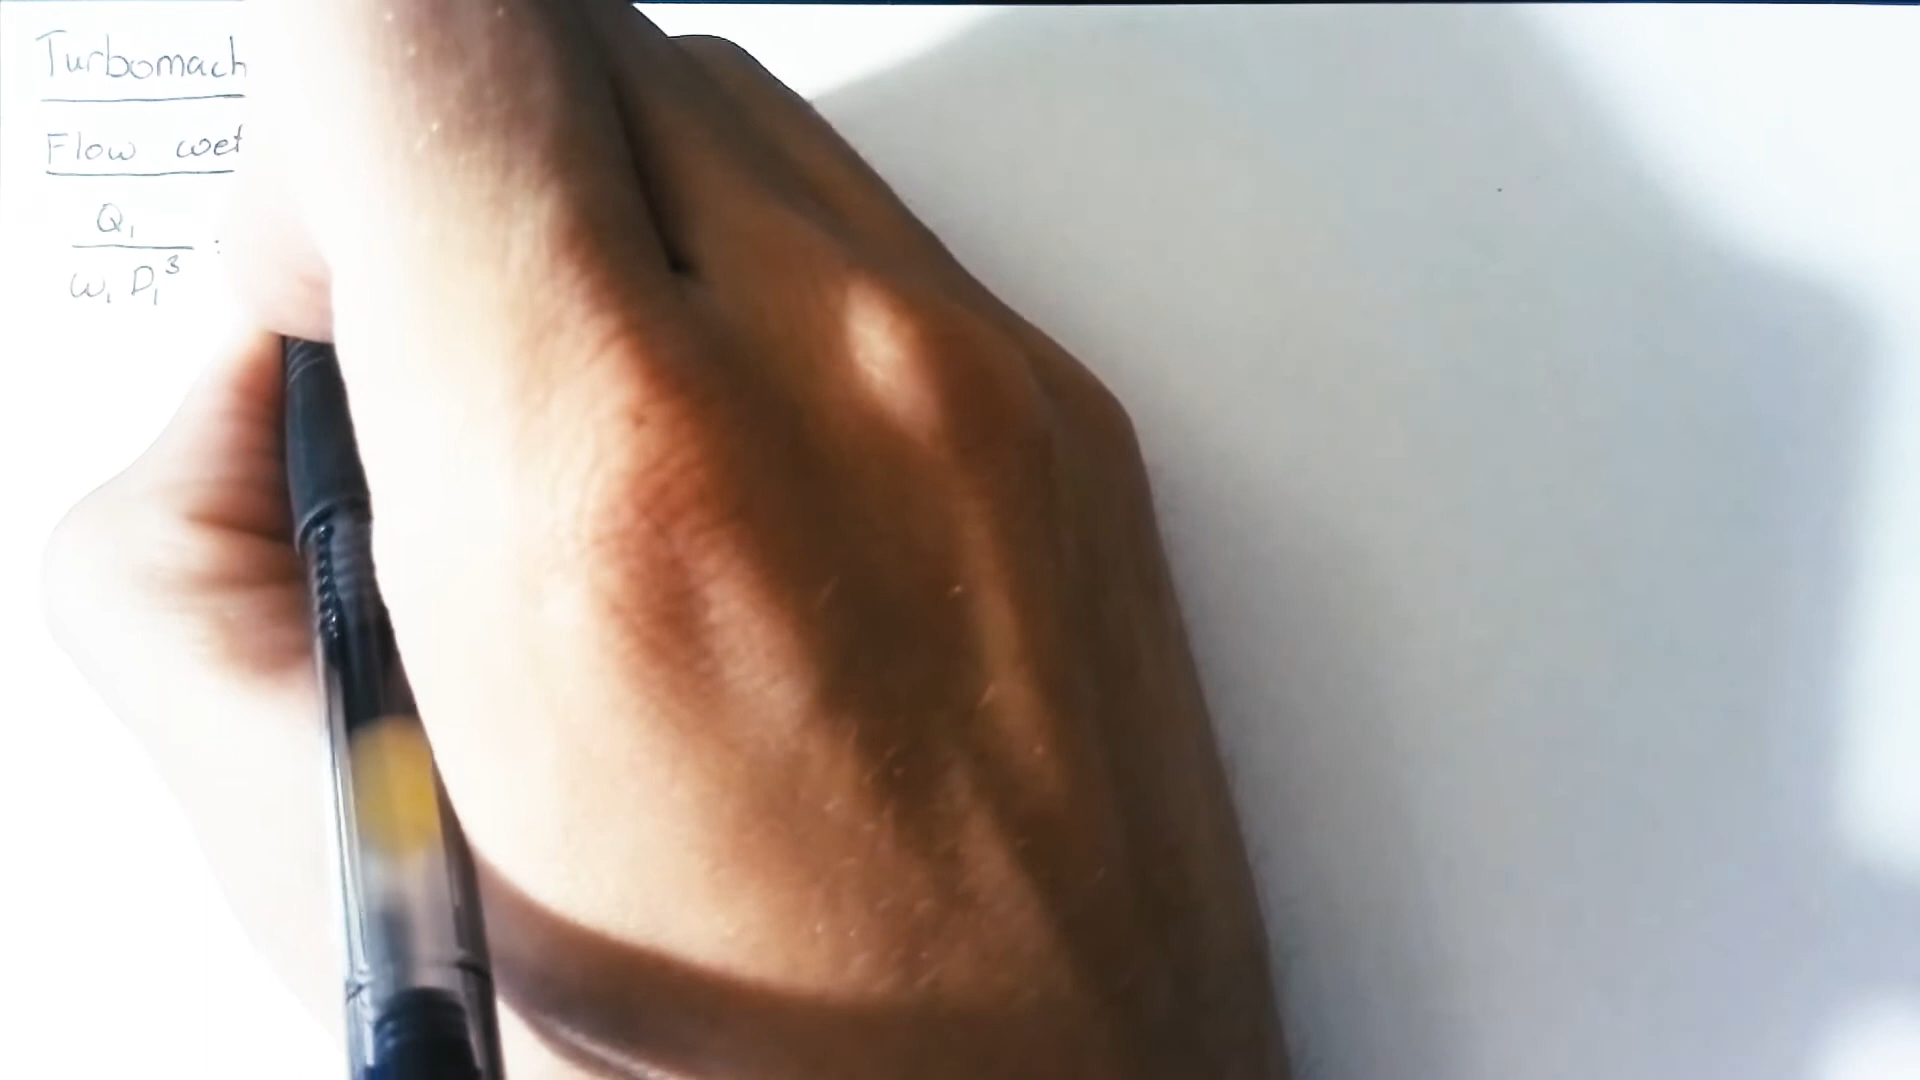 Turbomach
Flow coef
Q₁
ω₁ D₁³ :